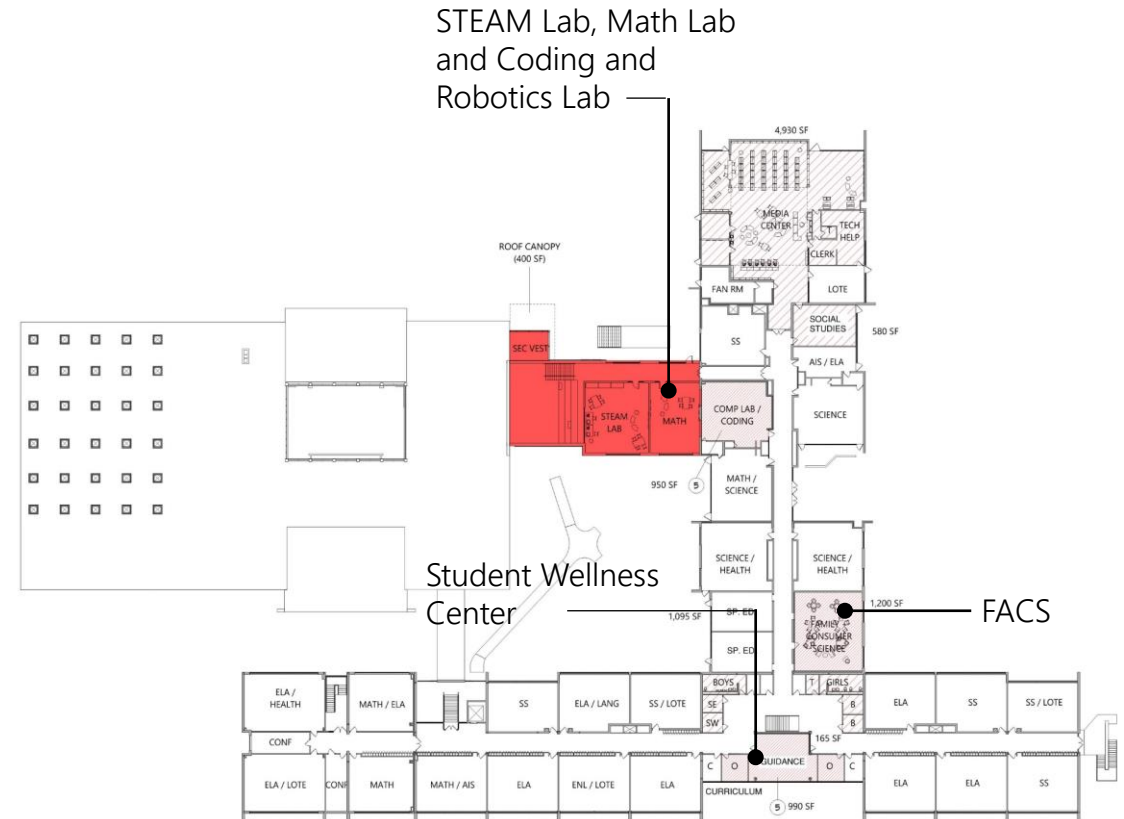 STEAM Lab, Math Lab
and Coding and
Robotics Lab
4,930 SF
MEDIA
CENTER
T
TECH
HELP
CLERK
ROOF CANOPY
(400 SF)
FAN RM
LOTE
SOCIAL
STUDIES
580 SF
SEC VEST
SS
AIS / ELA
STEAM
LAB
MATH
COMP LAB /
CODING
SCIENCE
950 SF
5
MATH /
SCIENCE
SCIENCE /
HEALTH
SCIENCE /
HEALTH
Student Wellness
Center
1,095 SF
SP. ED
1,200 SF
FAMILY
CONSUMER
SCIENCE
FACS
SP. ED
BOYS
T
GIRLS
ELA /
HEALTH
MATH / ELA
SS
ELA / LANG
SS / LOTE
SE
SW
B
B
ELA
SS
SS / LOTE
CONF
165 SF
C
O
GUIDANCE
O
C
ELA / LOTE
CONF
MATH
MATH / AIS
ELA
ENL / LOTE
ELA
CURRICULUM
5
990 SF
ELA
ELA
SS